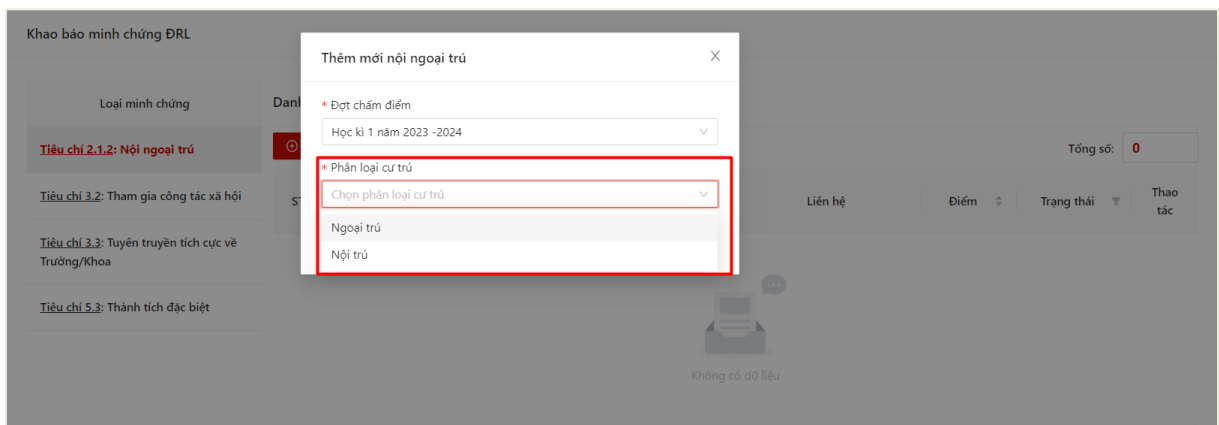 Khao báo minh chứng ĐRL
Thêm mới nội ngoại trú
Loại minh chứng
* Đợt chấm điểm
Học kì 1 năm 2023 -2024
Tiêu chí 2.1.2: Nội ngoại trú
Tổng số: 0
* Phân loại cư trú
Chọn phân loại cư trú
Tiêu chí 3.2: Tham gia công tác xã hội
Liên hệ
Điểm
Trạng thái
Thao
tác
Ngoại trú
Nội trú
Tiêu chí 3.3: Tuyên truyền tích cực về
Trường/Khoa
Tiêu chí 5.3: Thành tích đặc biệt
Không có dữ liệu